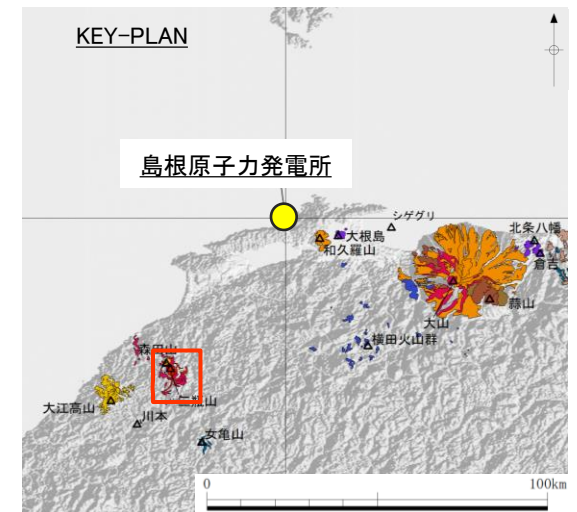 KEY-PLAN
島根原子力発電所
シゲグリ
大根島
和久羅山
北条八幡
倉吉
蒜山
大山
横田火山群
森田山
三瓶山
大江高山
川本
女亀山
0
100km